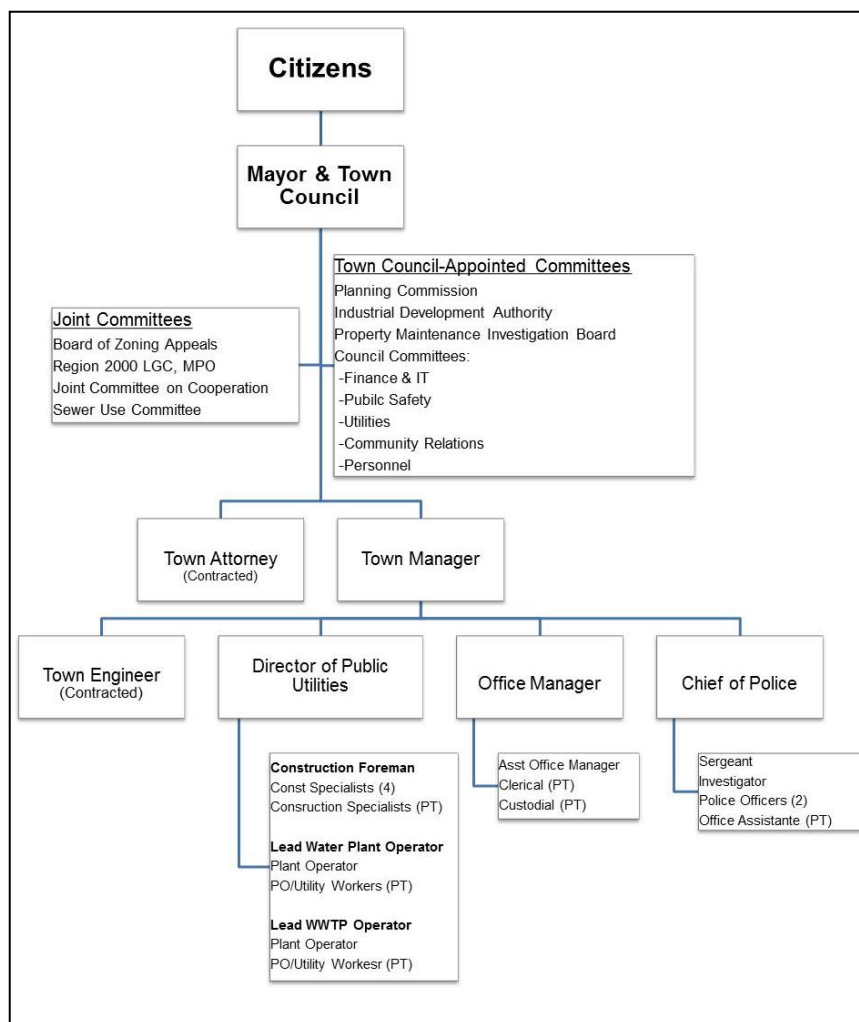 Citizens
Mayor & Town
Council
Town Council-Appointed Committees
Planning Commission
Industrial Development Authority
Property Maintenance Investigation Board
Council Committees:
-Finance & IT
-Pubilc Safety
-Utilities
-Community Relations
-Personnel
Joint Committees
Board of Zoning Appeals
Region 2000 LGC, MPO
Joint Committee on Cooperation
Sewer Use Committee
Town Attorney
(Contracted)
Town Manager
Town Engineer
(Contracted)
Director of Public
Utilities
Office Manager
Chief of Police
Construction Foreman
Const Specialists (4)
Consruction Specialists (PT)
Lead Water Plant Operator
Plant Operator
PO/Utility Workers (PT)
Lead WWTP Operator
Plant Operator
PO/Utility Workesr (PT)
Asst Office Manager
Clerical (PT)
Custodial (PT)
Sergeant
Investigator
Police Officers (2)
Office Assistante (PT)